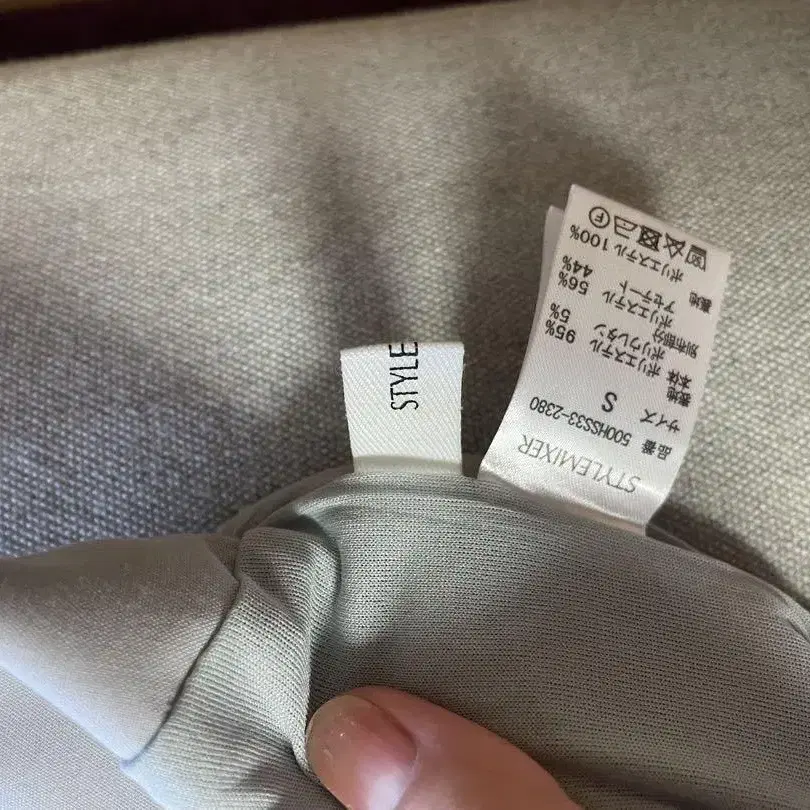 STYLE
STYLEMIXER
品番 500HSS33-2380
サイズ S
表地
本体 ポリエステル 95%
ポリウレタン 5%
別布部分
ポリエステル 56%
アセテート 44%
裏地
ポリエステル 100%
F